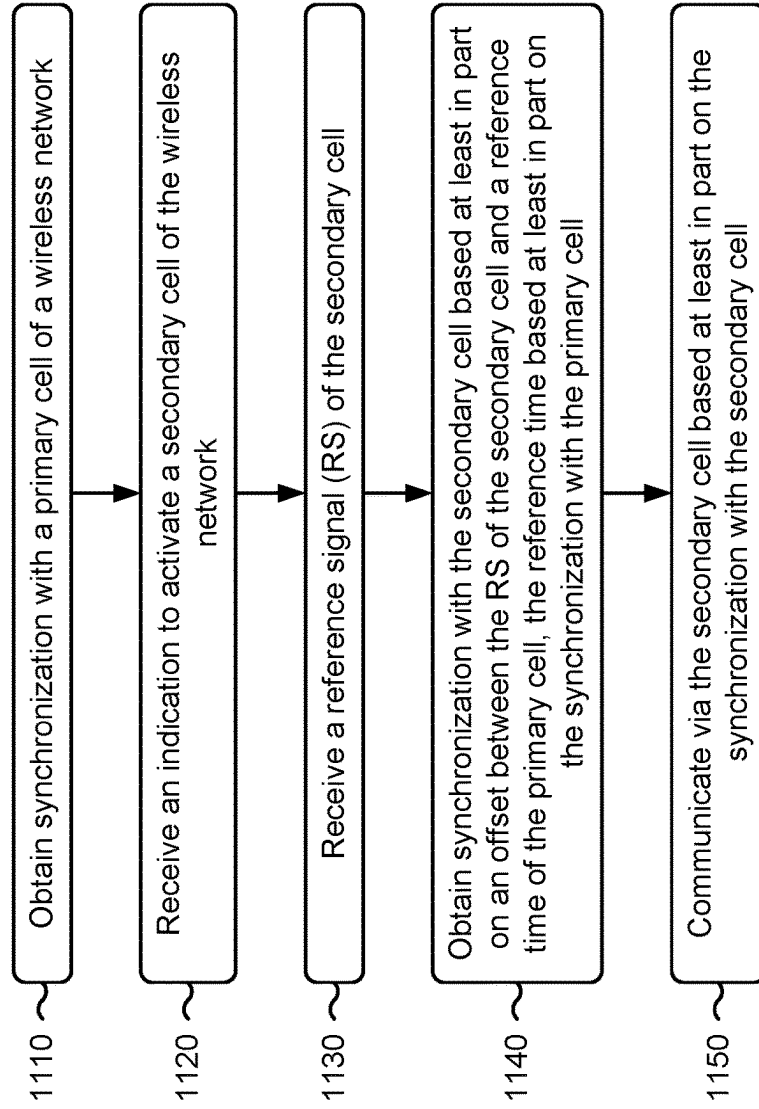 1110
Obtain synchronization with a primary cell of a wireless network
1120
Receive an indication to activate a secondary cell of the wireless
network
1130
Receive a reference signal (RS) of the secondary cell
1140
Obtain synchronization with the secondary cell based at least in part
on an offset between the RS of the secondary cell and a reference
time of the primary cell, the reference time based at least in part on
the synchronization with the primary cell
1150
Communicate via the secondary cell based at least in part on the
synchronization with the secondary cell